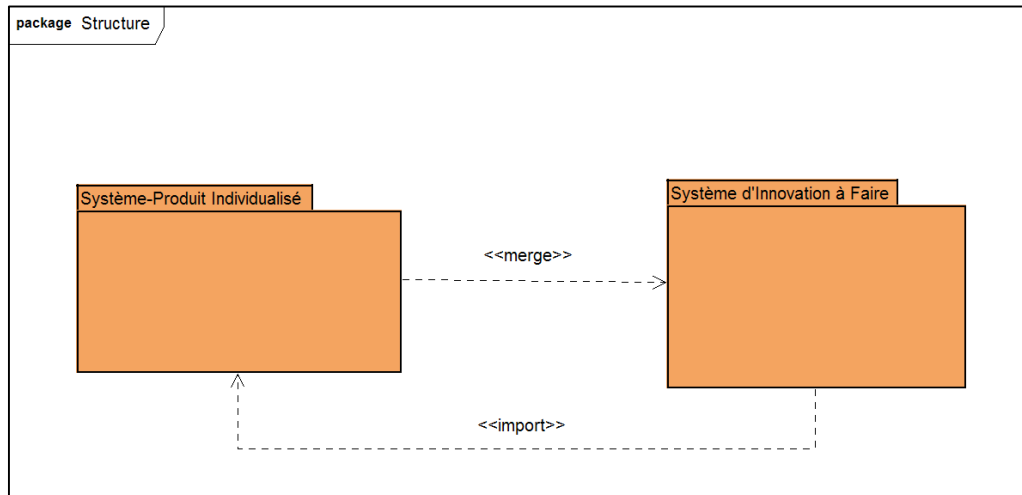 package Structure
Système-Produit Individualisé
Système d'Innovation à Faire
<<merge>>
<<import>>